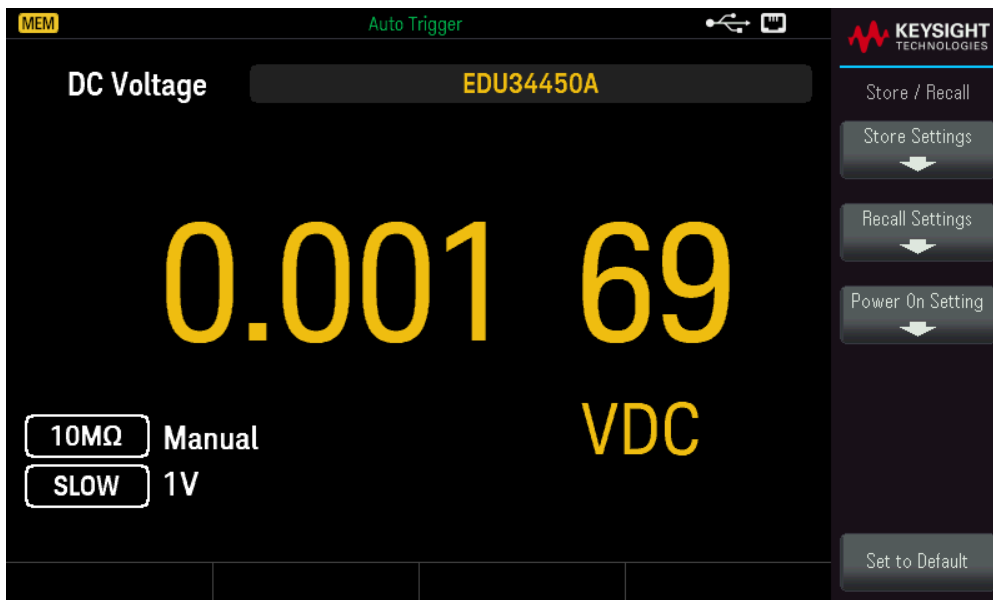 MEM
Auto Trigger
KEYSIGHT
TECHNOLOGIES
DC Voltage
EDU34450A
Store / Recall
Store Settings
Recall Settings
Power On Setting
0.001 69
VDC
10MΩ Manual
SLOW 1V
Set to Default